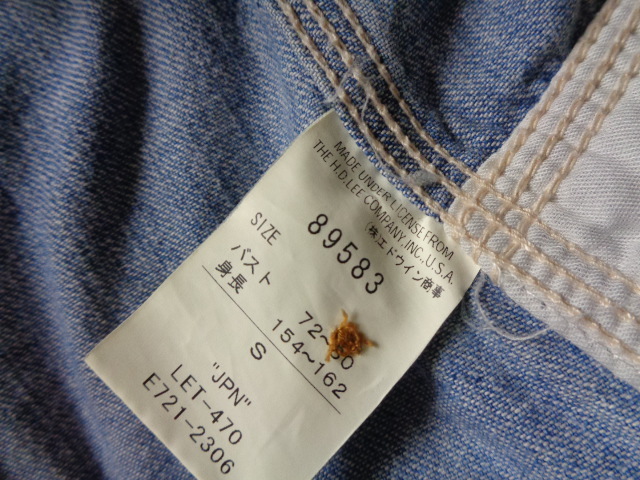 MADE UNDER LICENSE FROM
THE H.D.LEE COMPANY, INC., U.S.A.
(株)エドウイン商事
89583
SIZE
バスト 72~
身長 154~162
S
"JPN"
LET-470
E721-2306